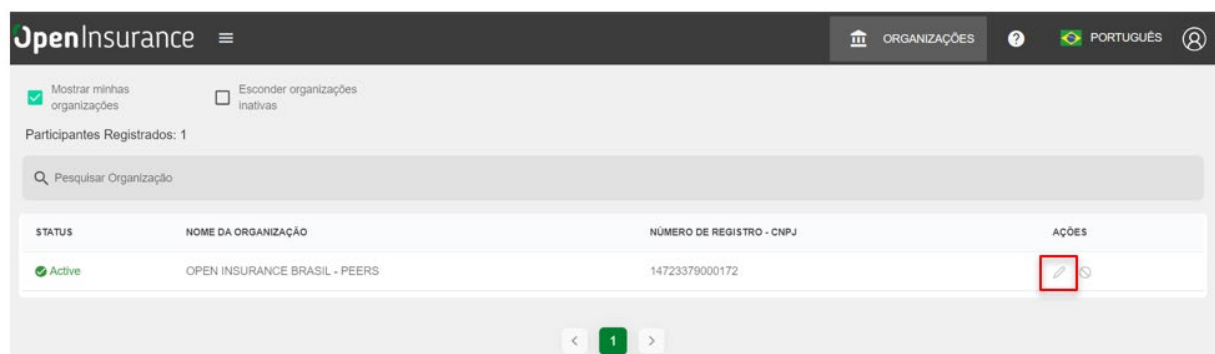 OpenInsurance
ORGANIZAÇÕES
PORTUGUÊS
Mostrar minhas
organizações
Esconder organizações
inativas
Participantes Registrados: 1
Pesquisar Organização
STATUS NOME DA ORGANIZAÇÃO NÚMERO DE REGISTRO - CNPJ AÇÕES
Active OPEN INSURANCE BRASIL - PEERS 14723379000172
< 1 >